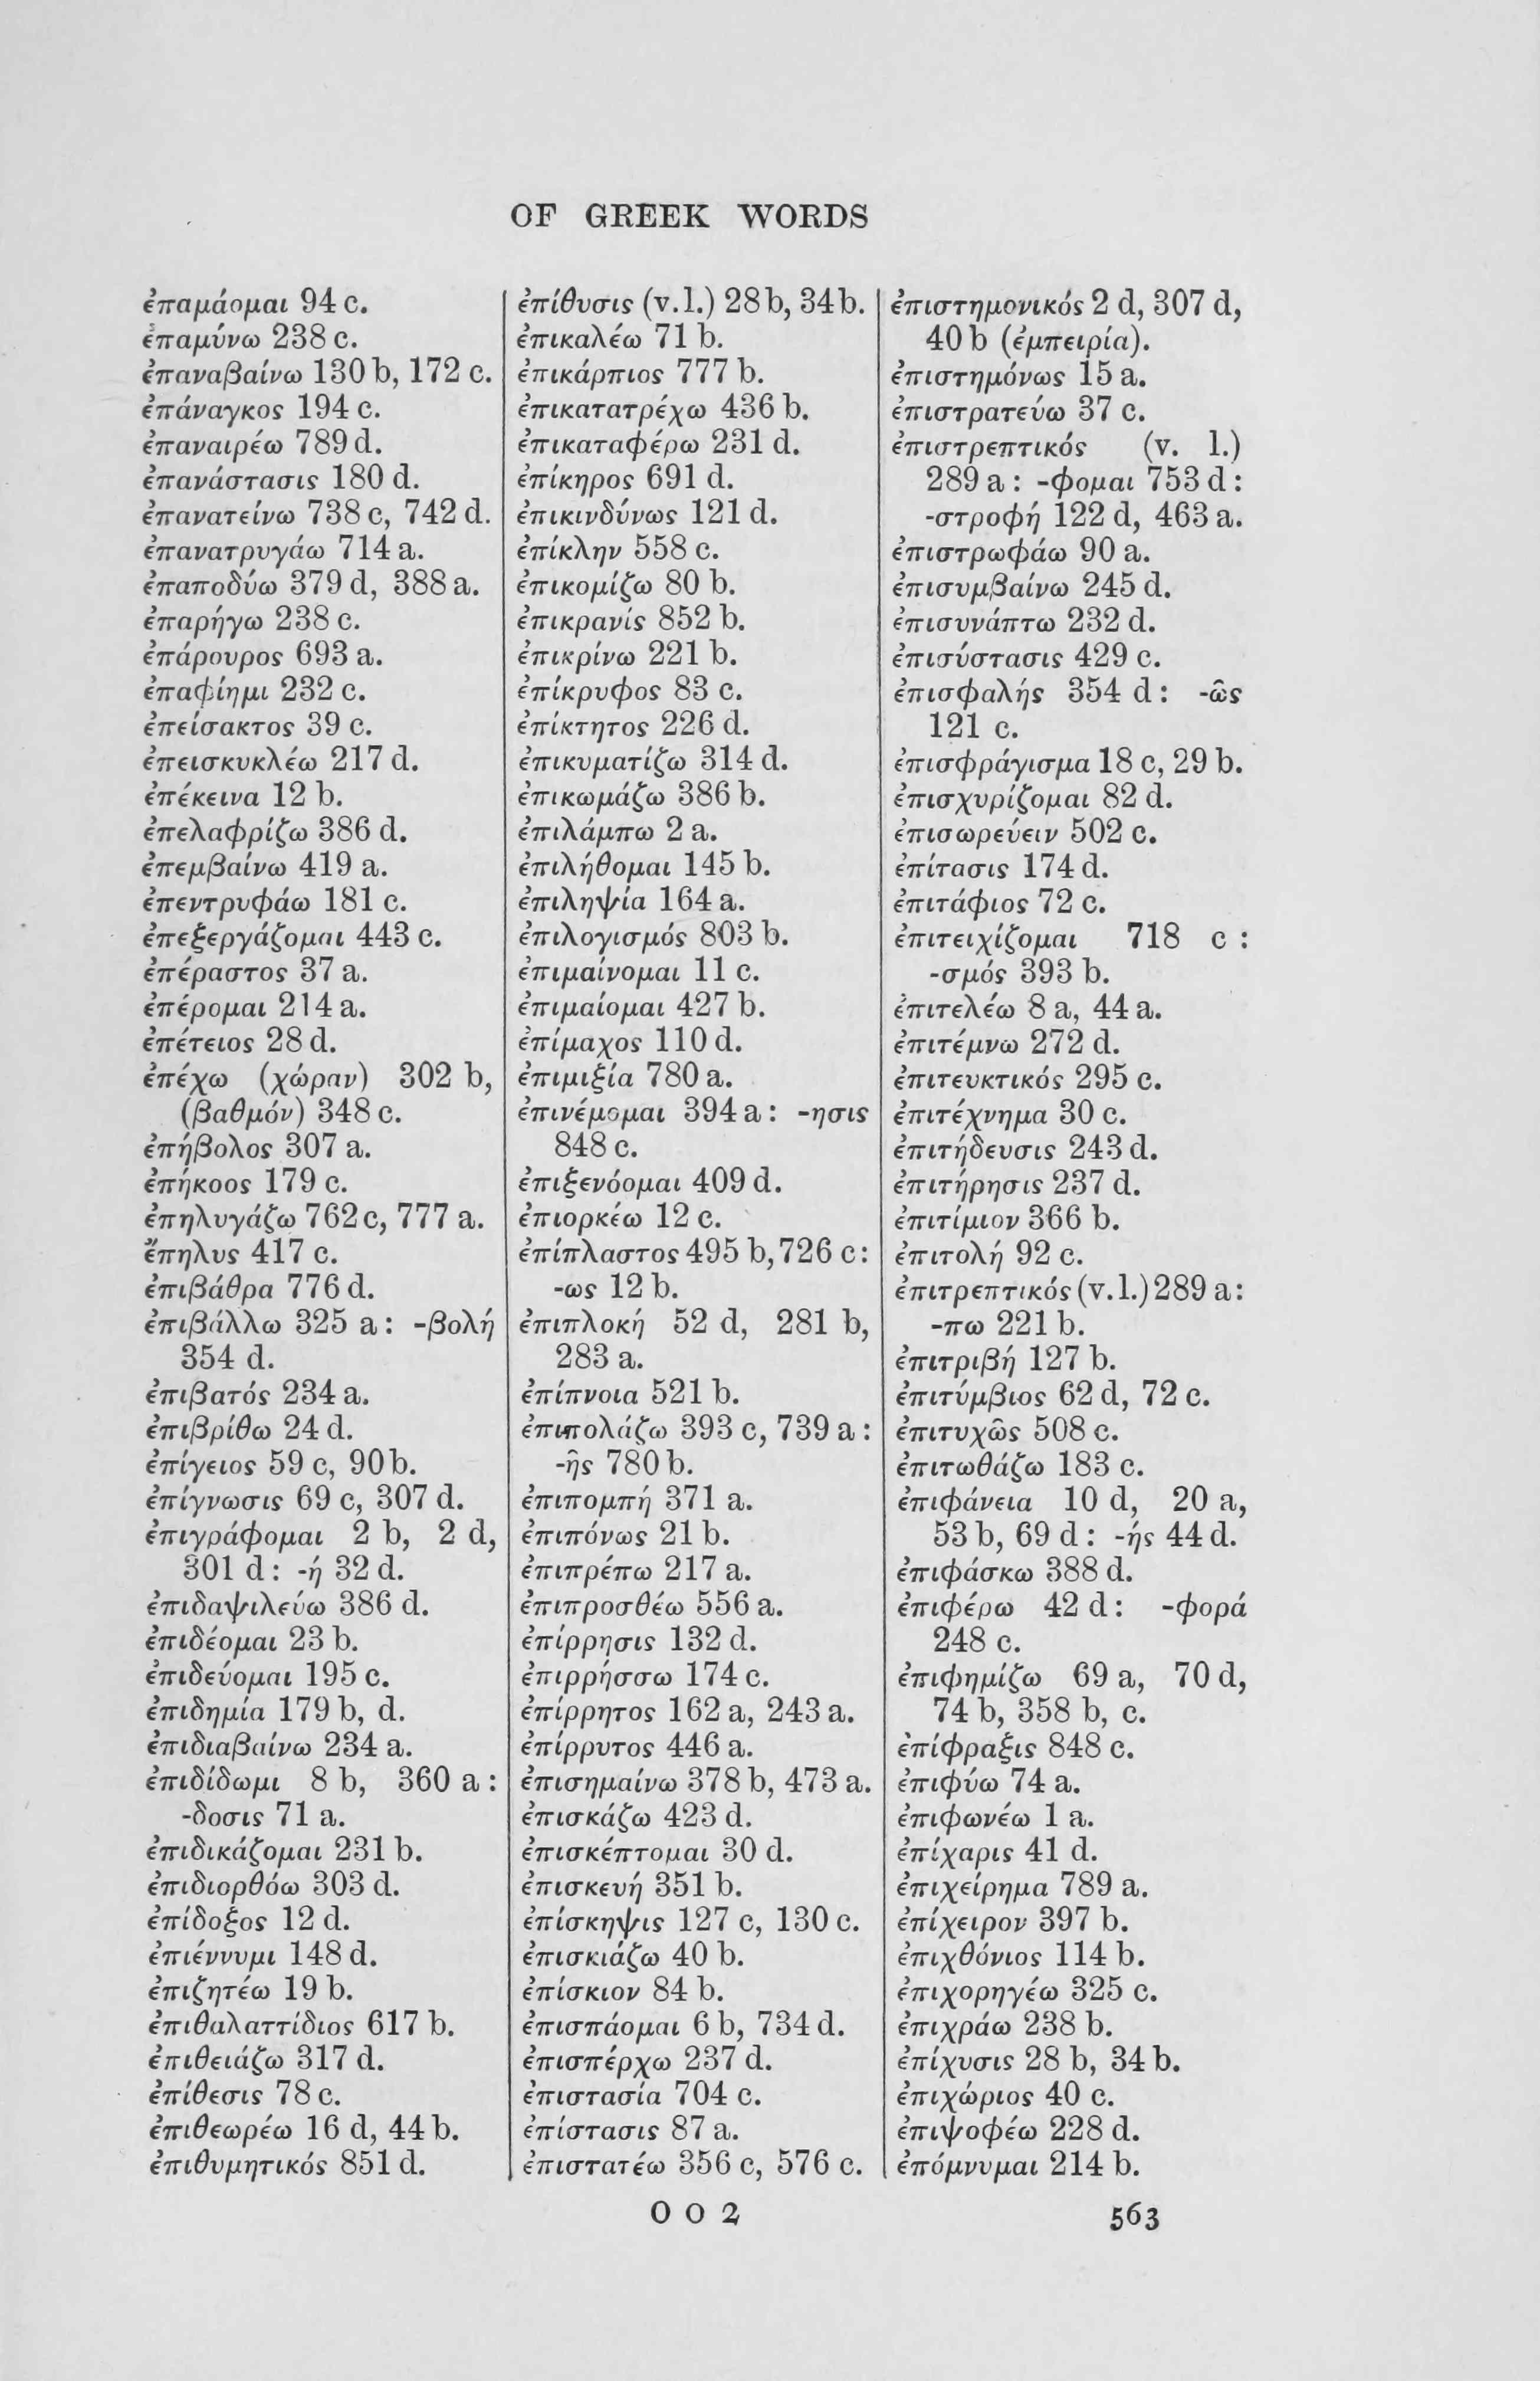 OF GREEK WORDS
ἐπαμάομαι 94 c.
ἐπαμύνω 238 c.
ἐπαναβαίνω 130 b, 172 c.
ἐπάναγκος 194 c.
ἐπαναιρέω 789 d.
ἐπανάστασις 180 d.
ἐπανατείνω 738 c, 742 d.
ἐπανατρυγάω 714 a.
ἐπαποδύω 379 d, 388 a.
ἐπαρήγω 238 c.
ἐπάρουρος 693 a.
ἐπαφίημι 232 c.
ἐπείσακτος 39 c.
ἐπεισκυκλέω 217 d.
ἐπέκεινα 12 b.
ἐπελαφρίζω 386 d.
ἐπεμβαίνω 419 a.
ἐπεντρυφάω 181 c.
ἐπεξεργάζομαι 443 c.
ἐπέραστος 37 a.
ἐπέρομαι 214 a.
ἐπέτειος 28 d.
ἐπέχω (χώραν) 302 b,
(βαθμόν) 348 c.
ἐπήβολος 307 a.
ἐπήκοος 179 c.
ἐπηλυγάζω 762 c, 777 a.
ἔπηλυς 417 c.
ἐπιβάθρα 776 d.
ἐπιβάλλω 325 a : -βολή
354 d.
ἐπιβατός 234 a.
ἐπιβρίθω 24 d.
ἐπίγειος 59 c, 90 b.
ἐπίγνωσις 69 c, 307 d.
ἐπιγράφομαι 2 b, 2 d,
301 d : -ή 32 d.
ἐπιδαψιλεύω 386 d.
ἐπιδέομαι 23 b.
ἐπιδεύομαι 195 c.
ἐπιδημία 179 b, d.
ἐπιδιαβαίνω 234 a.
ἐπιδίδωμι 8 b, 360 a :
-δοσις 71 a.
ἐπιδικάζομαι 231 b.
ἐπιδιορθόω 303 d.
ἐπίδοξος 12 d.
ἐπιέννυμι 148 d.
ἐπιζητέω 19 b.
ἐπιθαλαττίδιος 617 b.
ἐπιθειάζω 317 d.
ἐπίθεσις 78 c.
ἐπιθεωρέω 16 d, 44 b.
ἐπιθυμητικός 851 d.
ἐπίθυσις (v.l.) 28 b, 34 b.
ἐπικαλέω 71 b.
ἐπικάρπιος 777 b.
ἐπικατατρέχω 436 b.
ἐπικαταφέρω 231 d.
ἐπίκηρος 691 d.
ἐπικινδύνως 121 d.
ἐπίκλην 558 c.
ἐπικομίζω 80 b.
ἐπικρανίς 852 b.
ἐπικρίνω 221 b.
ἐπίκρυφος 83 c.
ἐπίκτητος 226 d.
ἐπικυματίζω 314 d.
ἐπικωμάζω 386 b.
ἐπιλάμπω 2 a.
ἐπιλήθομαι 145 b.
ἐπιληψία 164 a.
ἐπιλογισμός 803 b.
ἐπιμαίνομαι 11 c.
ἐπιμαίομαι 427 b.
ἐπίμαχος 110 d.
ἐπιμιξία 780 a.
ἐπινέμομαι 394 a : -ησις
848 c.
ἐπιξενόομαι 409 d.
ἐπιορκέω 12 c.
ἐπίπλαστος 495 b, 726 c :
-ως 12 b.
ἐπιπλοκή 52 d, 281 b,
283 a.
ἐπίπνοια 521 b.
ἐπιπολάζω 393 c, 739 a :
-ῆς 780 b.
ἐπιπομπή 371 a.
ἐπιπόνως 21 b.
ἐπιπρέπω 217 a.
ἐπιπροσθέω 556 a.
ἐπίρρησις 132 d.
ἐπιρρήσσω 174 c.
ἐπίρρητος 162 a, 243 a.
ἐπίρρυτος 446 a.
ἐπισημαίνω 378 b, 473 a.
ἐπισκάζω 423 d.
ἐπισκέπτομαι 30 d.
ἐπισκευή 351 b.
ἐπίσκηψις 127 c, 130 c.
ἐπισκιάζω 40 b.
ἐπίσκιον 84 b.
ἐπισπάομαι 6 b, 734 d.
ἐπισπέρχω 237 d.
ἐπιστασία 704 c.
ἐπίστασις 87 a.
ἐπιστατέω 356 c, 576 c.
ἐπιστημονικός 2 d, 307 d,
40 b (ἐμπειρία).
ἐπιστημόνως 15 a.
ἐπιστρατεύω 37 c.
ἐπιστρεπτικός (v. l.)
289 a : -φομαι 753 d :
-στροφή 122 d, 463 a.
ἐπιστρωφάω 90 a.
ἐπισυμβαίνω 245 d.
ἐπισυνάπτω 232 d.
ἐπισύστασις 429 c.
ἐπισφαλής 354 d : -ῶς
121 c.
ἐπισφράγισμα 18 c, 29 b.
ἐπισχυρίζομαι 82 d.
ἐπισωρεύειν 502 c.
ἐπίτασις 174 d.
ἐπιτάφιος 72 c.
ἐπιτειχίζομαι 718 c :
-σμός 393 b.
ἐπιτελέω 8 a, 44 a.
ἐπιτέμνω 272 d.
ἐπιτευκτικός 295 c.
ἐπιτέχνημα 30 c.
ἐπιτήδευσις 243 d.
ἐπιτήρησις 237 d.
ἐπιτίμιον 366 b.
ἐπιτολή 92 c.
ἐπιτρεπτικός (v.l.) 289 a :
-πω 221 b.
ἐπιτριβή 127 b.
ἐπιτύμβιος 62 d, 72 c.
ἐπιτυχῶς 508 c.
ἐπιτωθάζω 183 c.
ἐπιφάνεια 10 d, 20 a,
53 b, 69 d : -ής 44 d.
ἐπιφάσκω 388 d.
ἐπιφέρω 42 d : -φορά
248 c.
ἐπιφημίζω 69 a, 70 d,
74 b, 358 b, c.
ἐπίφραξις 848 c.
ἐπιφύω 74 a.
ἐπιφωνέω 1 a.
ἐπίχαρις 41 d.
ἐπιχείρημα 789 a.
ἐπίχειρον 397 b.
ἐπιχθόνιος 114 b.
ἐπιχορηγέω 325 c.
ἐπιχράω 238 b.
ἐπίχυσις 28 b, 34 b.
ἐπιχώριος 40 c.
ἐπιψοφέω 228 d.
ἐπόμνυμαι 214 b.
O O 2 563